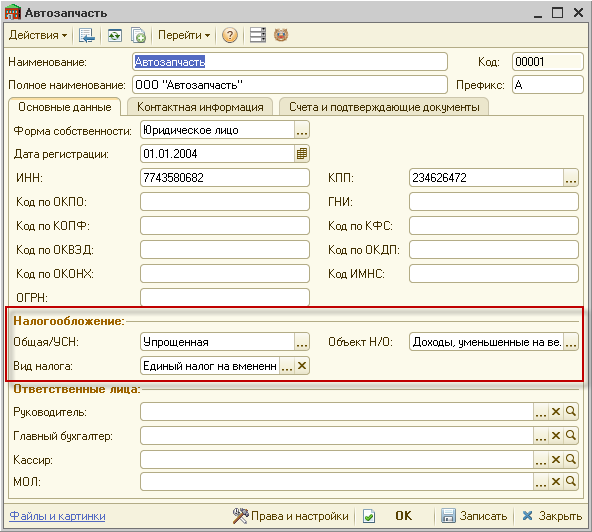 Автозапчасть
Действия Перейти
Наименование: Автозапчасть Код: 00001
Полное наименование: ООО "Автозапчасть" Префикс: А
Основные данные Контактная информация Счета и подтверждающие документы
Форма собственности: Юридическое лицо ...
Дата регистрации: 01.01.2004
ИНН: 7743580682 КПП: 234626472 ...
Код по ОКПО: ГНИ:
Код по КОПФ: Код по КФС:
Код по ОКВЭД: Код по ОКДП:
Код по ОКОНХ: Код ИМНС:
ОГРН:
Налогообложение:
Общая/УСН: Упрощенная ... Объект Н/О: Доходы, уменьшенные на ве. ...
Вид налога: Единый налог на вмененн ...
Ответственные лица:
Руководитель: ...
Главный бухгалтер: ...
Кассир: ...
МОЛ: ...
Файлы и картинки Права и настройки OK Записать Закрыть